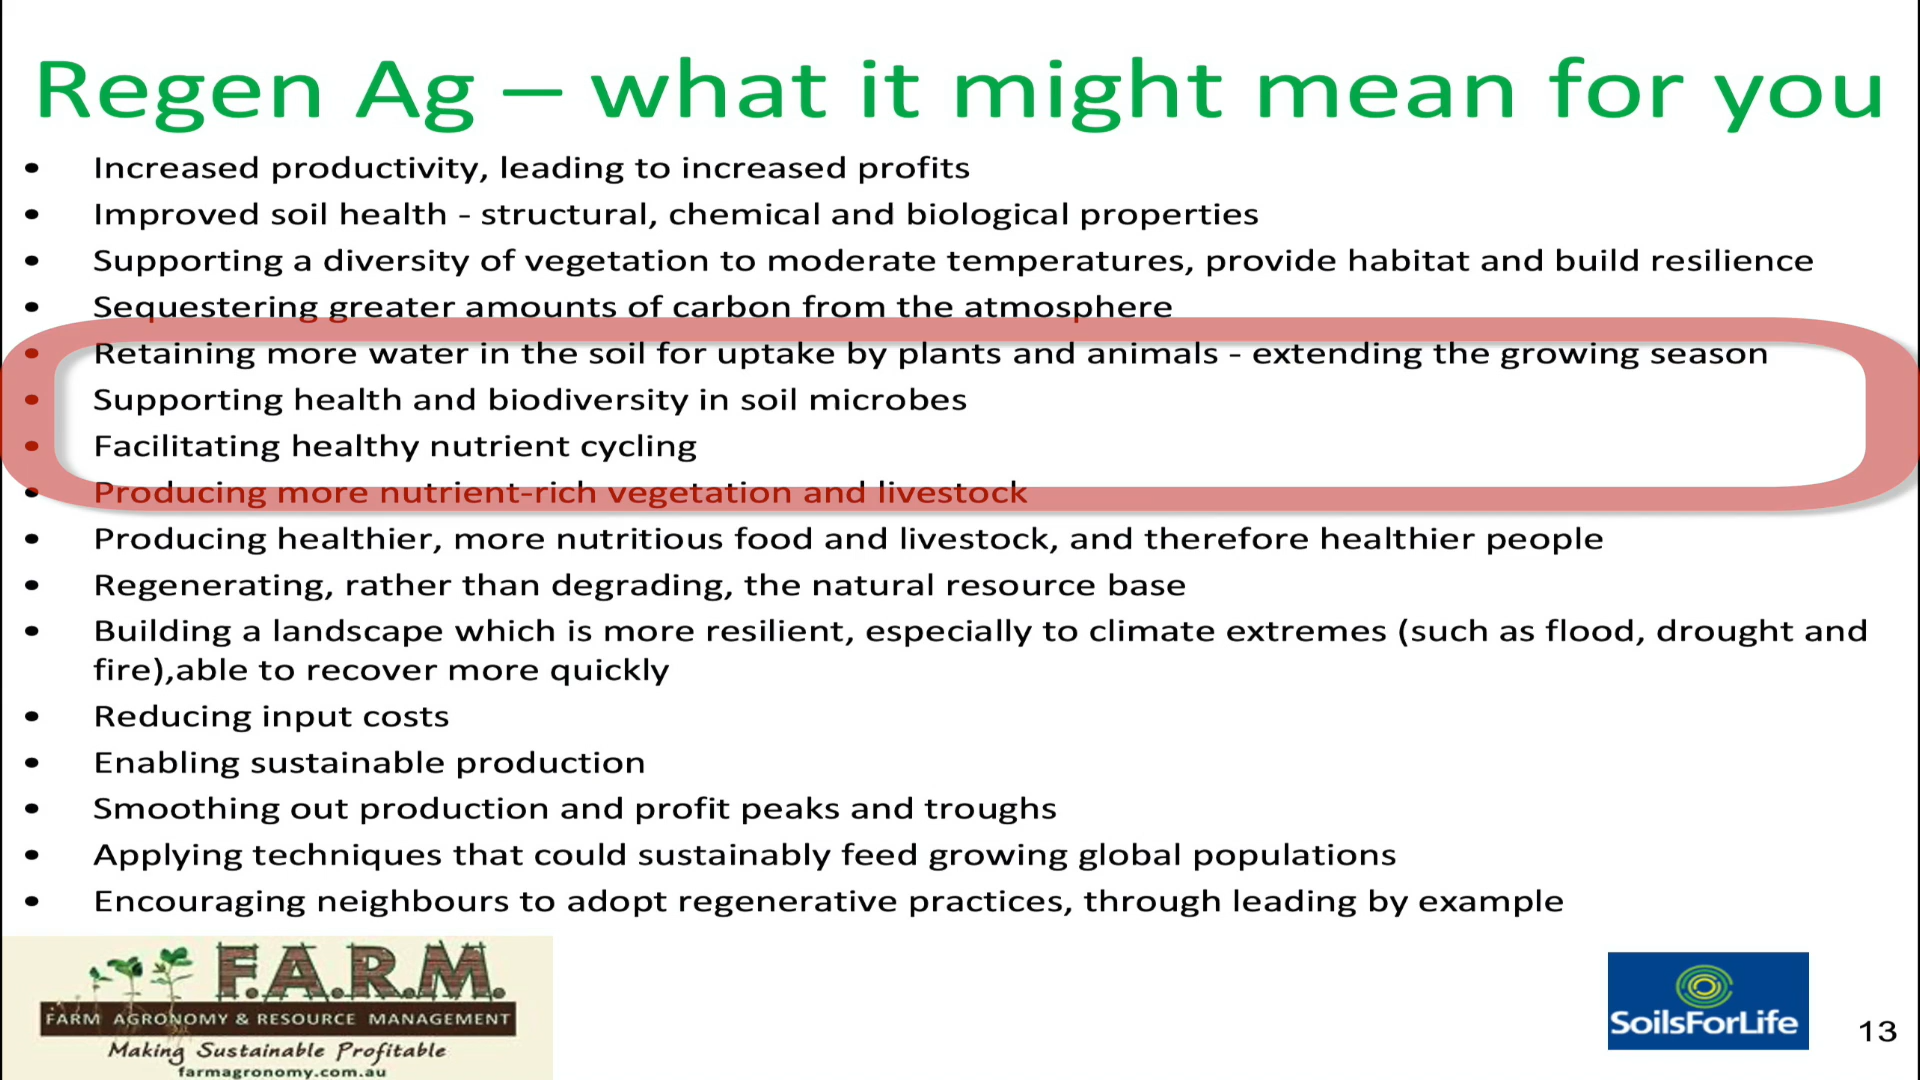 Regen Ag – what it might mean for you
• Increased productivity, leading to increased profits
• Improved soil health - structural, chemical and biological properties
• Supporting a diversity of vegetation to moderate temperatures, provide habitat and build resilience
• Sequestering greater amounts of carbon from the atmosphere
• Retaining more water in the soil for uptake by plants and animals - extending the growing season
• Supporting health and biodiversity in soil microbes
• Facilitating healthy nutrient cycling
• Producing more nutrient-rich vegetation and livestock
• Producing healthier, more nutritious food and livestock, and therefore healthier people
• Regenerating, rather than degrading, the natural resource base
• Building a landscape which is more resilient, especially to climate extremes (such as flood, drought and
fire),able to recover more quickly
• Reducing input costs
• Enabling sustainable production
• Smoothing out production and profit peaks and troughs
• Applying techniques that could sustainably feed growing global populations
• Encouraging neighbours to adopt regenerative practices, through leading by example
F.A.R.M.
FARM AGRONOMY & RESOURCE MANAGEMENT
Making Sustainable Profitable
farmagronomy.com.au
SoilsForLife
13